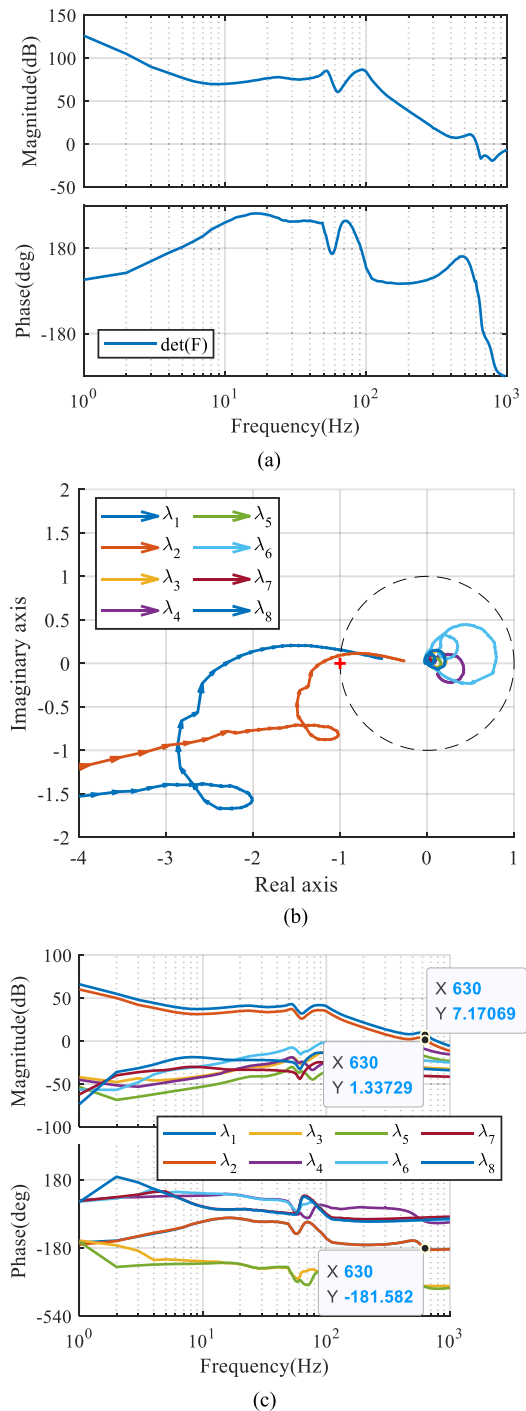 150
100
50
0
-50
Magnitude(dB)
180
-180
Phase(deg)
det(F)
10^0 10^1 10^2 10^3
Frequency(Hz)
(a)
2
1.5
1
0.5
0
-0.5
-1
-1.5
-2
Imaginary axis
λ1 λ5
λ2 λ6
λ3 λ7
λ4 λ8
-4 -3 -2 -1 0 1
Real axis
(b)
100
50
0
-50
-100
Magnitude(dB)
X 630
Y 7.17069
X 630
Y 1.33729
λ1 λ3 λ5 λ7
λ2 λ4 λ6 λ8
180
-180
-540
Phase(deg)
X 630
Y -181.582
10^0 10^1 10^2 10^3
Frequency(Hz)
(c)